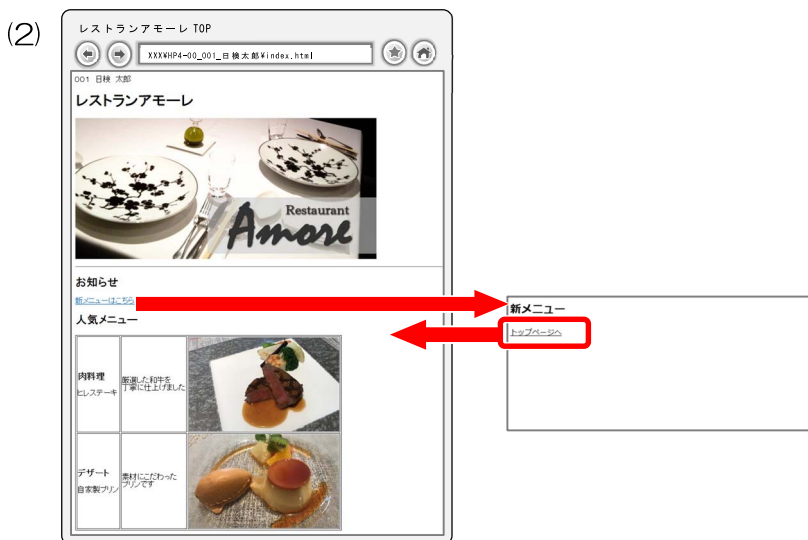 (2)
レストランアモーレ TOP
XXX¥HP4-00_001_日検太郎¥index.html
001 日検 太郎
レストランアモーレ
Restaurant
Amore
お知らせ
新メニューはこちら
人気メニュー
肉料理
ヒレステーキ
厳選した和牛を
丁寧に仕上げました
デザート
自家製プリン
素材にこだわった
プリンです
新メニュー
トップページへ